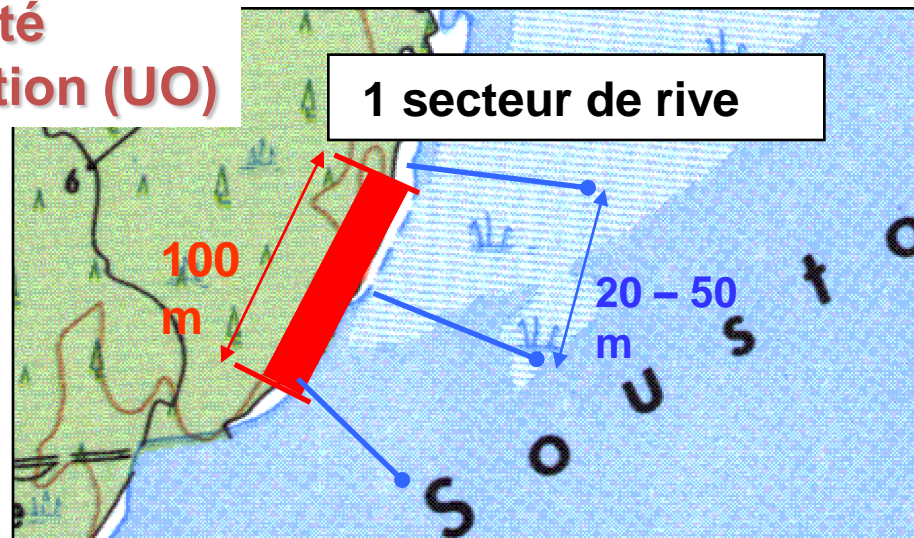 té
tion (UO)
1 secteur de rive
6
100
m
20 – 50
m
S o u s t o